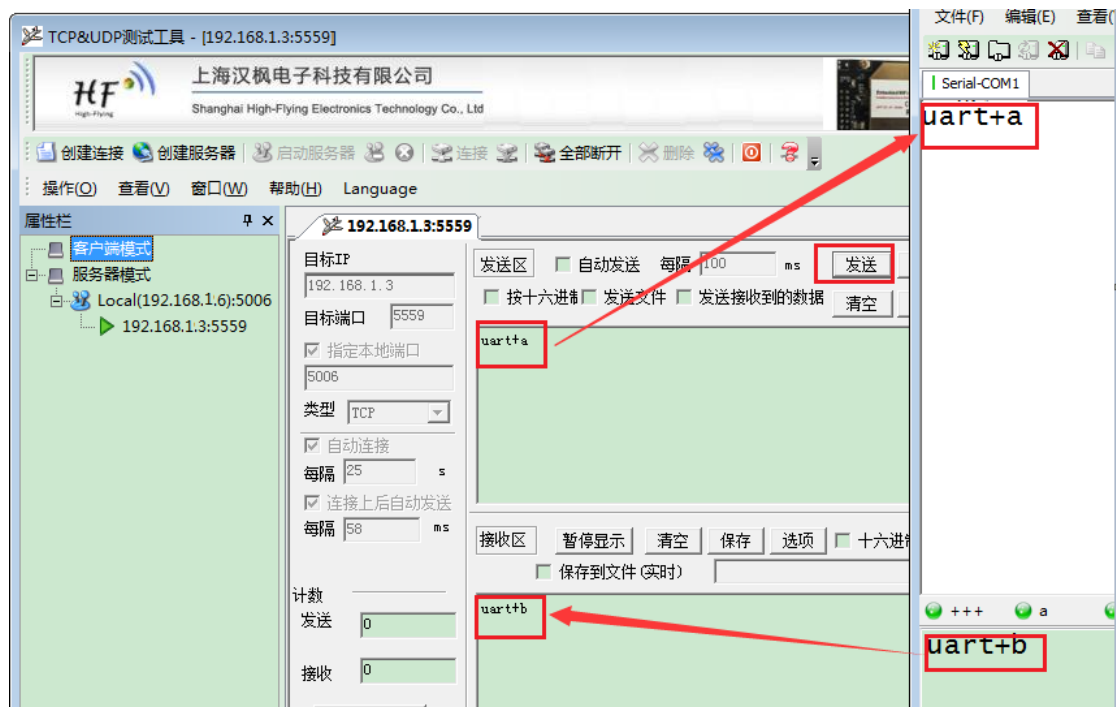 TCP&UDP测试工具 - [192.168.1.3:5559]
HF
High-Flying
上海汉枫电子科技有限公司
Shanghai High-Flying Electronics Technology Co., Ltd
创建连接 创建服务器 启动服务器 连接 全部断开 删除
操作(O) 查看(V) 窗口(W) 帮助(H) Language
属性栏
客户端模式
服务器模式
Local(192.168.1.6):5006
192.168.1.3:5559
192.168.1.3:5559
目标IP
192.168.1.3
目标端口 5559
指定本地端口
5006
类型 TCP
自动连接
每隔 25 s
连接上后自动发送
每隔 58 ms
计数
发送 0
接收 0
发送区 自动发送 每隔 100 ms 发送
按十六进制 发送文件 发送接收到的数据 清空
uart+a
接收区 暂停显示 清空 保存 选项 十六进制
保存到文件(实时)
uart+b
文件(F) 编辑(E) 查看(
Serial-COM1
uart+a
+++ a
uart+b